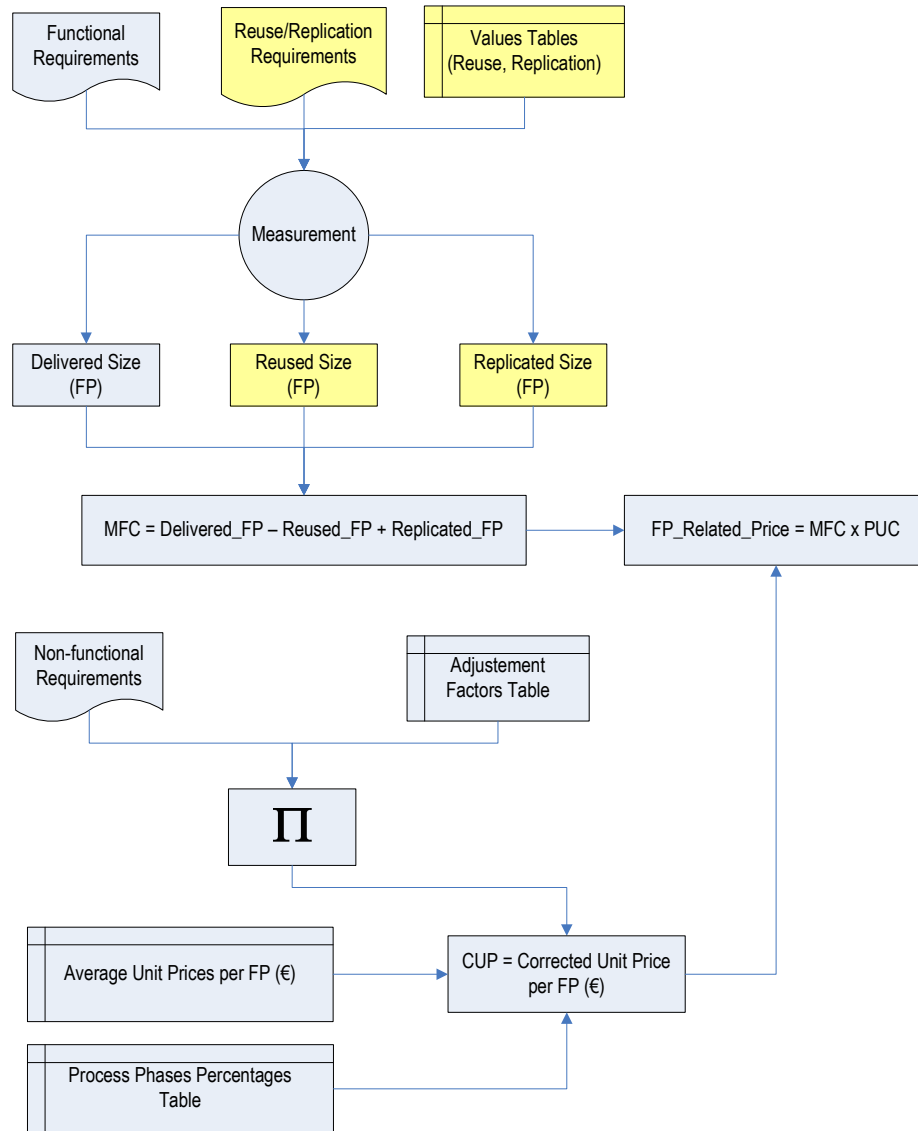 Functional
Requirements
Reuse/Replication
Requirements
Values Tables
(Reuse, Replication)
Measurement
Delivered Size
(FP)
Reused Size
(FP)
Replicated Size
(FP)
MFC = Delivered_FP – Reused_FP + Replicated_FP
FP_Related_Price = MFC x PUC
Non-functional
Requirements
Adjustement
Factors Table
Π
Average Unit Prices per FP (€)
CUP = Corrected Unit Price
per FP (€)
Process Phases Percentages
Table